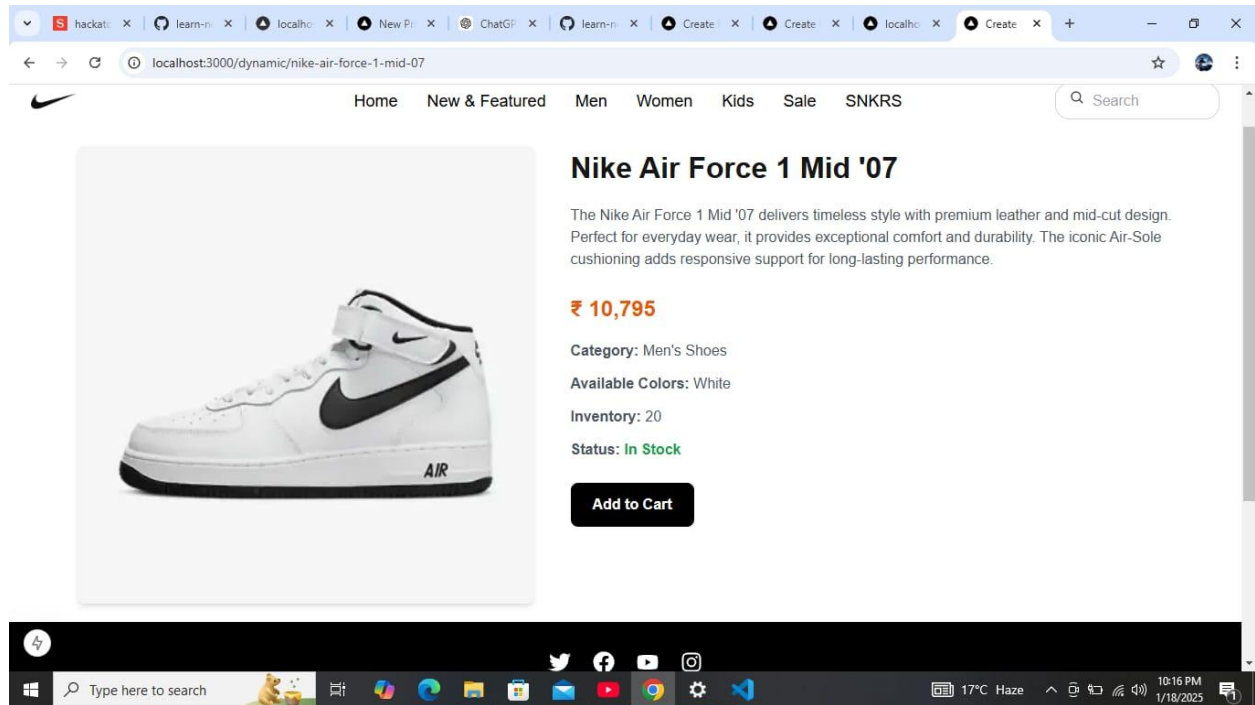 hackat
learn-n
localho
New Pr
ChatGP
learn-n
Create
Create
localho
Create
localhost:3000/dynamic/nike-air-force-1-mid-07
Home New & Featured Men Women Kids Sale SNKRS
Search
Nike Air Force 1 Mid '07
The Nike Air Force 1 Mid '07 delivers timeless style with premium leather and mid-cut design.
Perfect for everyday wear, it provides exceptional comfort and durability. The iconic Air-Sole
cushioning adds responsive support for long-lasting performance.
₹ 10,795
Category: Men's Shoes
Available Colors: White
Inventory: 20
Status: In Stock
Add to Cart
AIR
Type here to search
17°C Haze
10:16 PM
1/18/2025